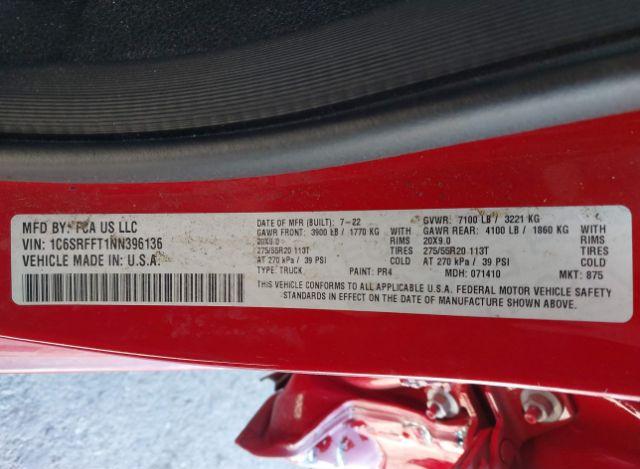 MFD BY: FCA US LLC
VIN: 1C6SRFFT1NN396136
VEHICLE MADE IN: U.S.A.
DATE OF MFR (BUILT): 7-22 GVWR: 7100 LB / 3221 KG
GAWR FRONT: 3900 LB / 1770 KG WITH GAWR REAR: 4100 LB / 1860 KG WITH
20X9.0 RIMS 20X9.0 RIMS
275/55R20 113T TIRES 275/55R20 113T TIRES
AT 270 kPa / 39 PSI COLD AT 270 kPa / 39 PSI COLD
TYPE: TRUCK PAINT: PR4 MDH: 071410 MKT: 875
THIS VEHICLE CONFORMS TO ALL APPLICABLE U.S.A. FEDERAL MOTOR VEHICLE SAFETY
STANDARDS IN EFFECT ON THE DATE OF MANUFACTURE SHOWN ABOVE.